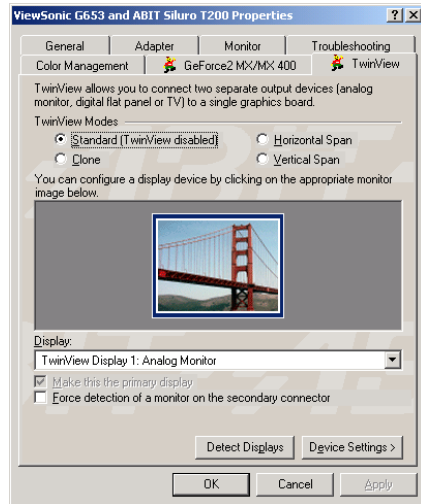 ViewSonic G653 and ABIT Siluro T200 Properties
General
Adapter
Monitor
Troubleshooting
Color Management
GeForce2 MX/MX 400
TwinView
TwinView allows you to connect two separate output devices (analog
monitor, digital flat panel or TV) to a single graphics board.
TwinView Modes
Standard (TwinView disabled)
Horizontal Span
Clone
Vertical Span
You can configure a display device by clicking on the appropriate monitor
image below.
Display:
TwinView Display 1: Analog Monitor
Make this the primary display
Force detection of a monitor on the secondary connector
Detect Displays
Device Settings >
OK
Cancel
Apply